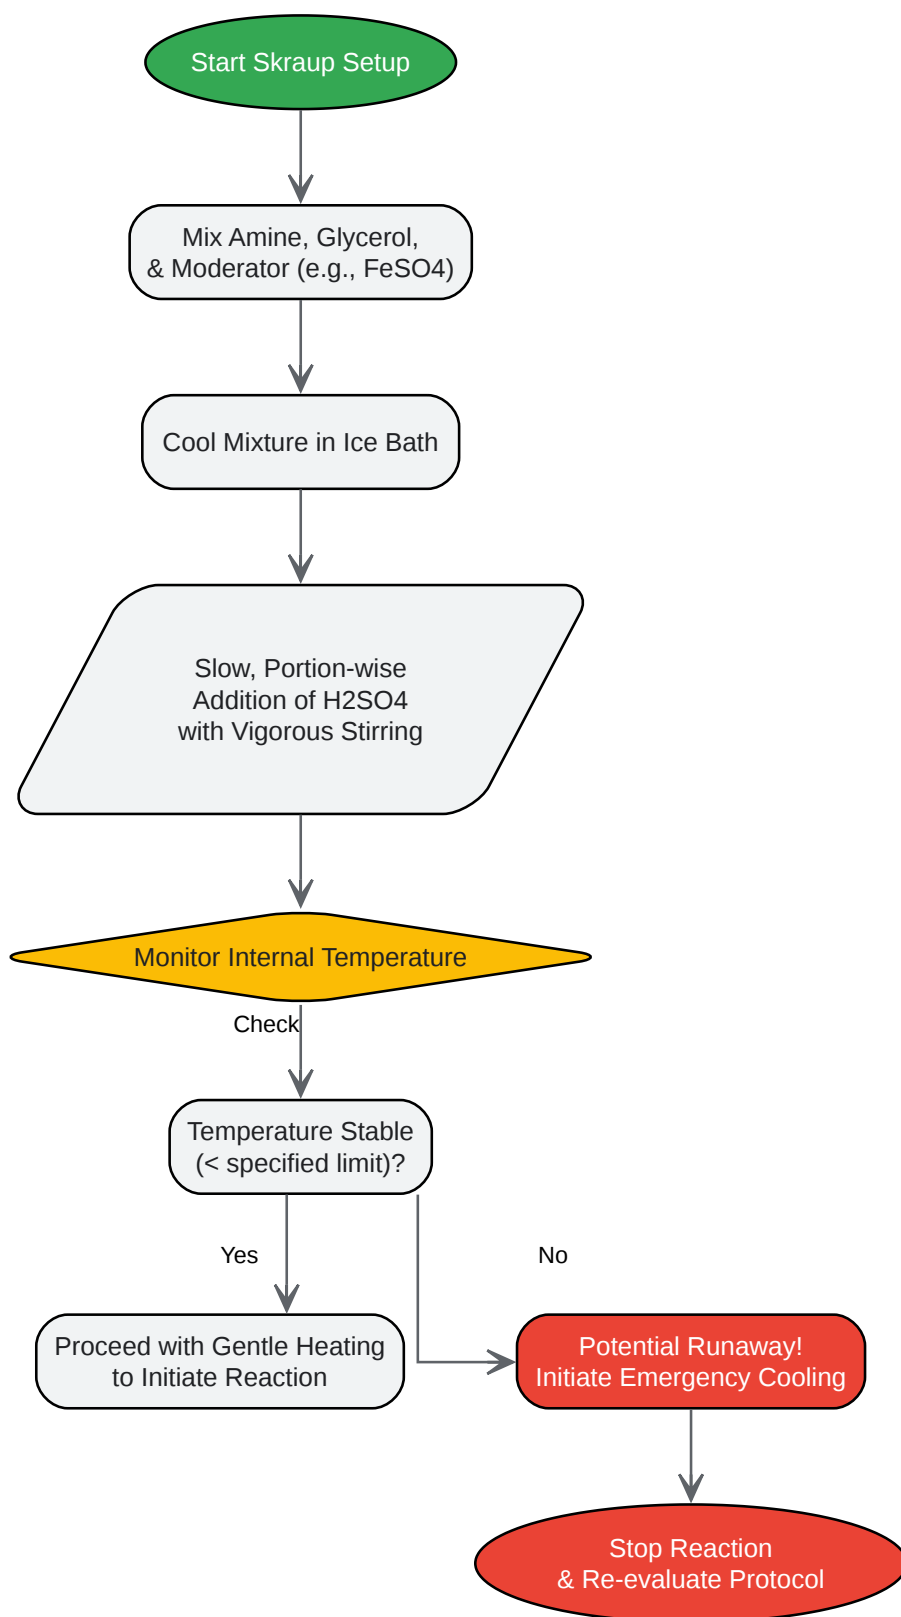 Start Skraup Setup
Mix Amine, Glycerol,
& Moderator (e.g., FeSO4)
Cool Mixture in Ice Bath
Slow, Portion-wise
Addition of H2SO4
with Vigorous Stirring
Monitor Internal Temperature
Check
Temperature Stable
(< specified limit)?
Yes
No
Proceed with Gentle Heating
to Initiate Reaction
Potential Runaway!
Initiate Emergency Cooling
Stop Reaction
& Re-evaluate Protocol